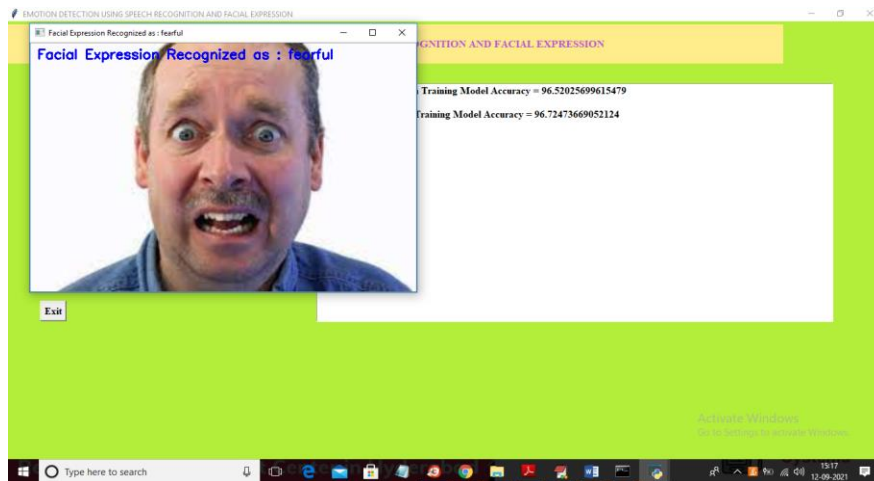 EMOTION DETECTION USING SPEECH RECOGNITION AND FACIAL EXPRESSION
Facial Expression Recognized as : fearful
GNITION AND FACIAL EXPRESSION
Facial Expression Recognized as : fearful
Training Model Accuracy = 96.52025699615479
Training Model Accuracy = 96.72473669052124
Exit
Activate Windows
Go to Settings to activate Windows.
Type here to search
15:17
12-09-2021